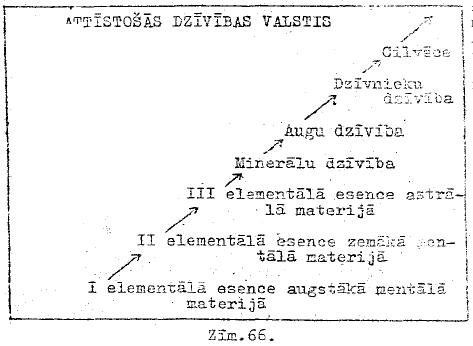 ATTĪSTOŠĀS DZĪVĪBAS VALSTIS
Cilvēce
Dzīvnieku
dzīvība
Augu dzīvība
Minerālu dzīvība
III elementālā esence astrā-
lā materijā
II elementālā esence zemākā men-
tālā materijā
I elementālā esence augstākā mentālā
materijā
Zīm.66.